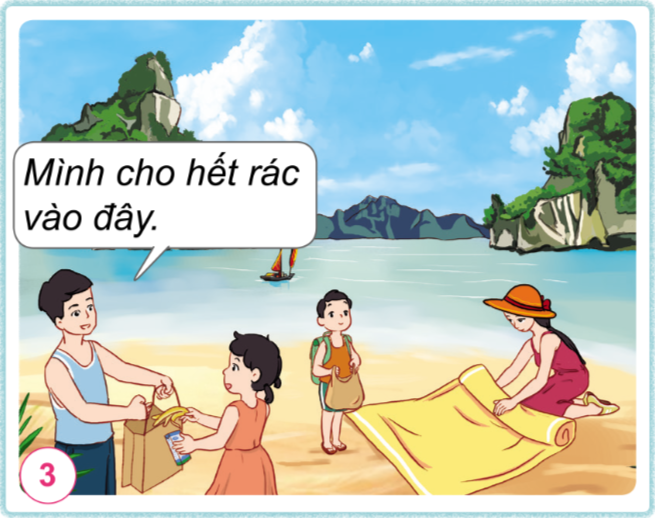 Mình cho hết rác
vào đây.
3